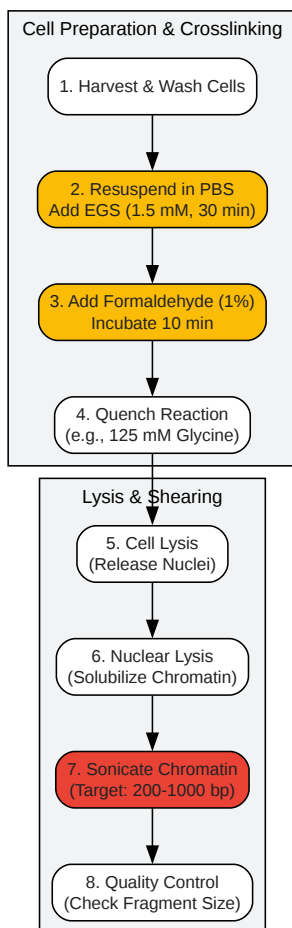 Cell Preparation & Crosslinking
1. Harvest & Wash Cells
2. Resuspend in PBS
Add EGS (1.5 mM, 30 min)
3. Add Formaldehyde (1%)
Incubate 10 min
4. Quench Reaction
(e.g., 125 mM Glycine)
Lysis & Shearing
5. Cell Lysis
(Release Nuclei)
6. Nuclear Lysis
(Solubilize Chromatin)
7. Sonicate Chromatin
(Target: 200-1000 bp)
8. Quality Control
(Check Fragment Size)